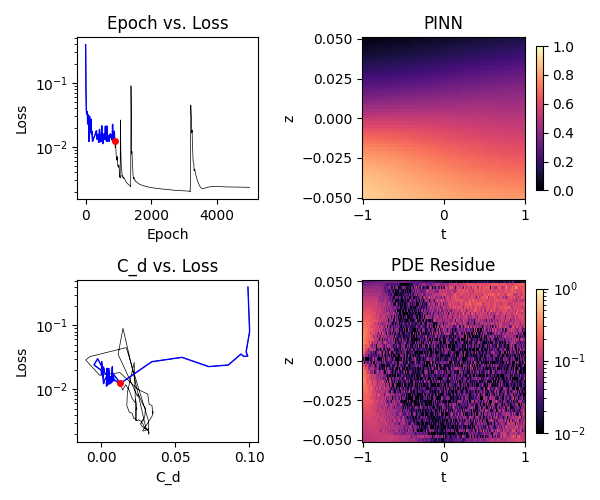 Epoch vs. Loss
Loss
10⁻¹
10⁻²
0 2000 4000
Epoch
PINN
z
0.050
0.025
0.000
−0.025
−0.050
−1 0 1
t
1.0
0.8
0.6
0.4
0.2
0.0
C_d vs. Loss
Loss
10⁻¹
10⁻²
0.00 0.05 0.10
C_d
PDE Residue
z
0.050
0.025
0.000
−0.025
−0.050
−1 0 1
t
10⁰
10⁻¹
10⁻²